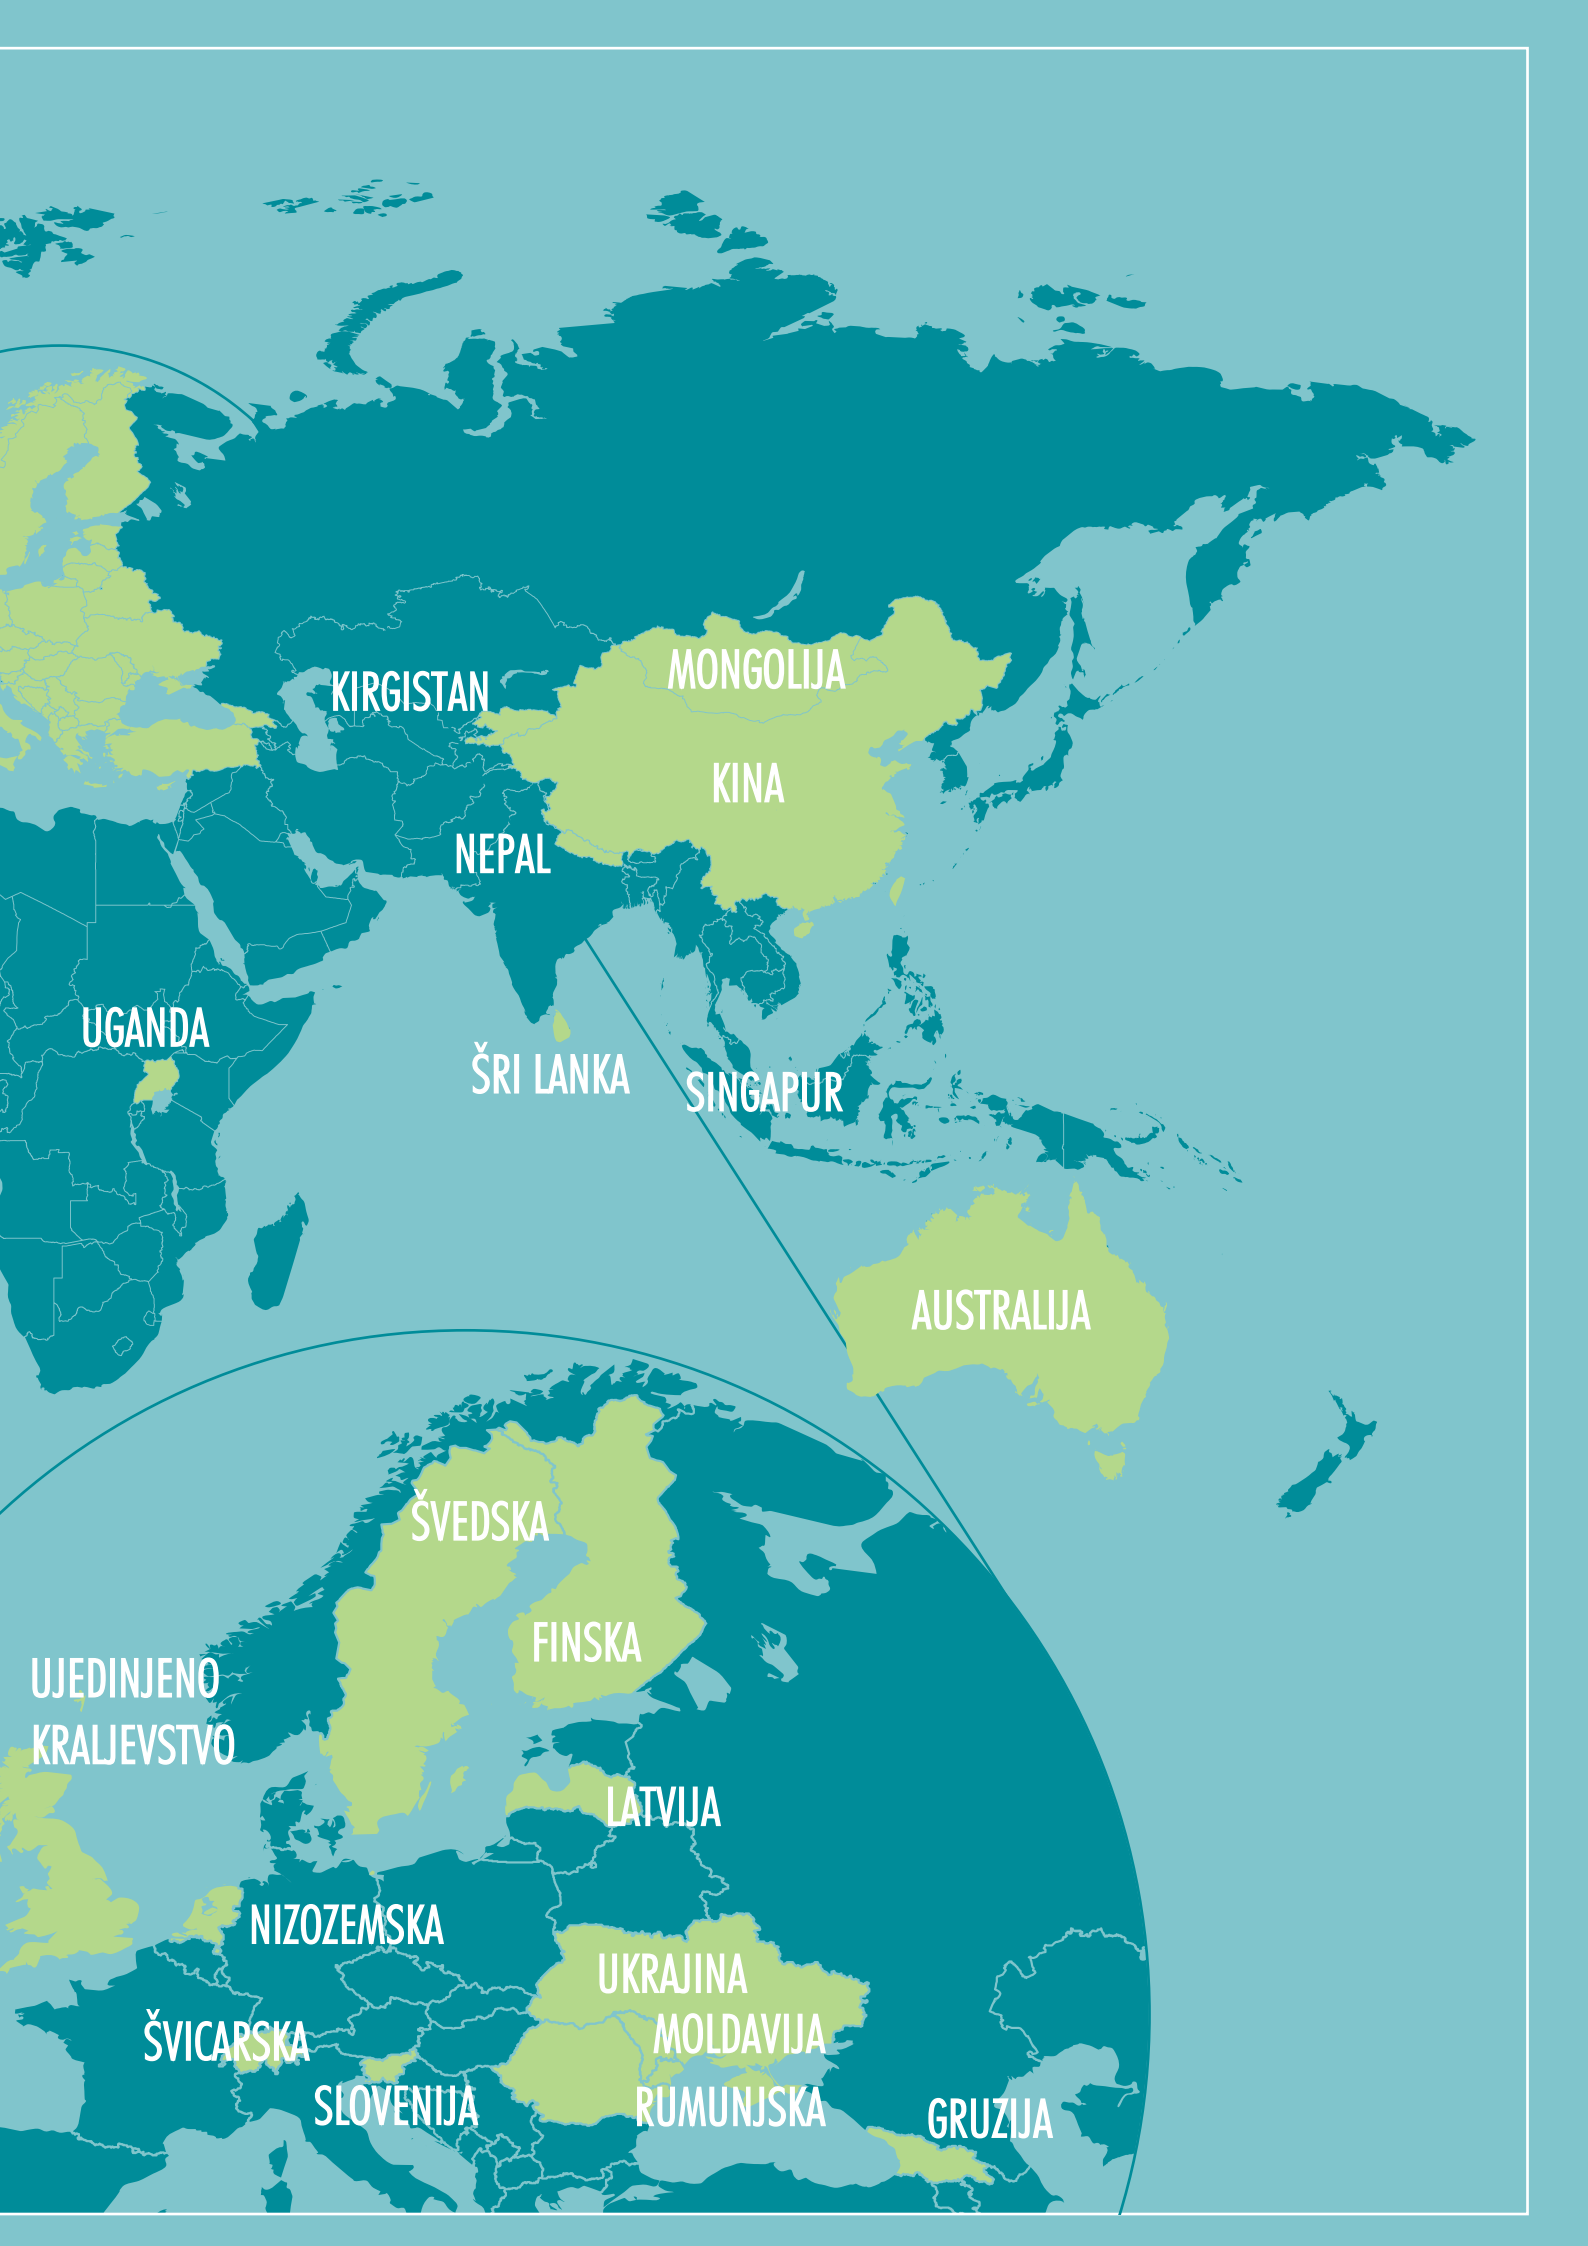 MONGOLIJA
KIRGISTAN
KINA
NEPAL
UGANDA
ŠRI LANKA
SINGAPUR
AUSTRALIJA
ŠVEDSKA
FINSKA
UJEDINJENO
KRALJEVSTVO
LATVIJA
NIZOZEMSKA
UKRAJINA
MOLDAVIJA
ŠVICARSKA
SLOVENIJA
RUMUNJSKA
GRUZIJA